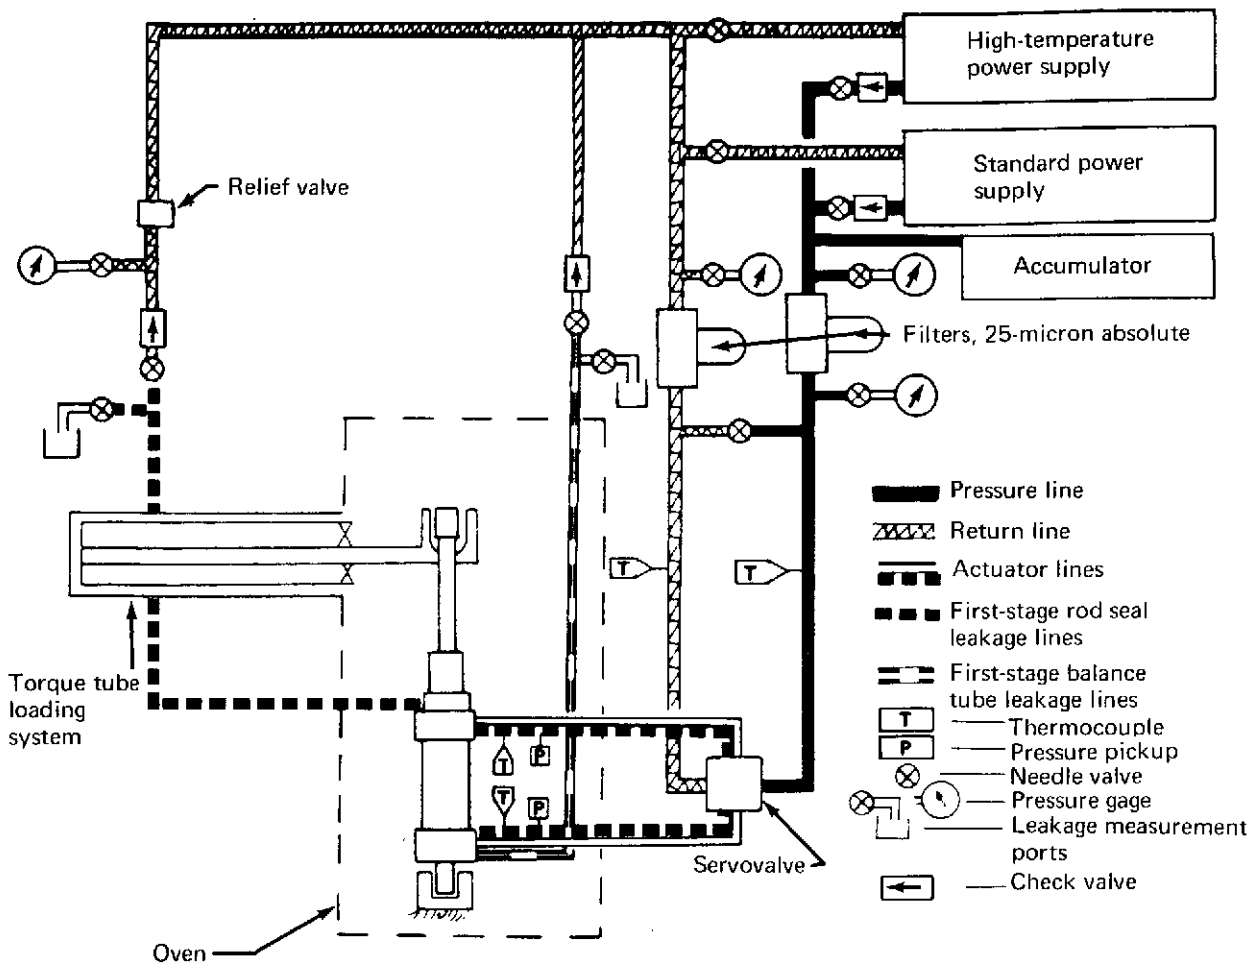 High-temperature
power supply
Standard power
supply
Relief valve
Accumulator
Filters, 25-micron absolute
Pressure line
Return line
Actuator lines
First-stage rod seal
leakage lines
First-stage balance
tube leakage lines
T
Thermocouple
P
Pressure pickup
Needle valve
Pressure gage
Leakage measurement
ports
Check valve
T
T
Torque tube
loading
system
T
P
T
P
Servovalve
Oven